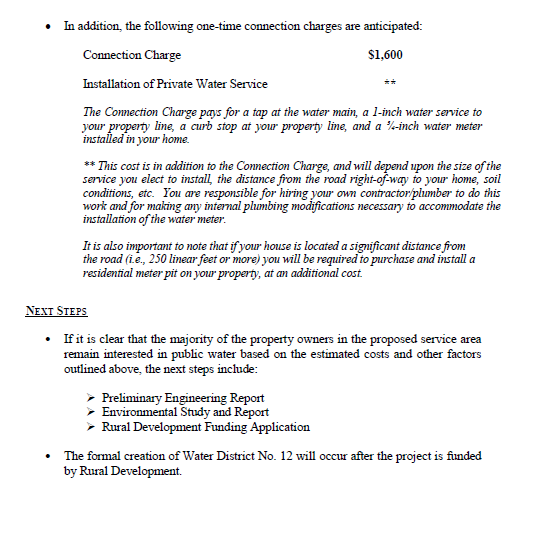 • In addition, the following one-time connection charges are anticipated:
Connection Charge $1,600
Installation of Private Water Service **
The Connection Charge pays for a tap at the water main, a 1-inch water service to
your property line, a curb stop at your property line, and a ¾-inch water meter
installed in your home.
** This cost is in addition to the Connection Charge, and will depend upon the size of the
service you elect to install, the distance from the road right-of-way to your home, soil
conditions, etc. You are responsible for hiring your own contractor/plumber to do this
work and for making any internal plumbing modifications necessary to accommodate the
installation of the water meter.
It is also important to note that if your house is located a significant distance from
the road (i.e., 250 linear feet or more) you will be required to purchase and install a
residential meter pit on your property, at an additional cost.
NEXT STEPS
• If it is clear that the majority of the property owners in the proposed service area
remain interested in public water based on the estimated costs and other factors
outlined above, the next steps include:
➢ Preliminary Engineering Report
➢ Environmental Study and Report
➢ Rural Development Funding Application
• The formal creation of Water District No. 12 will occur after the project is funded
by Rural Development.